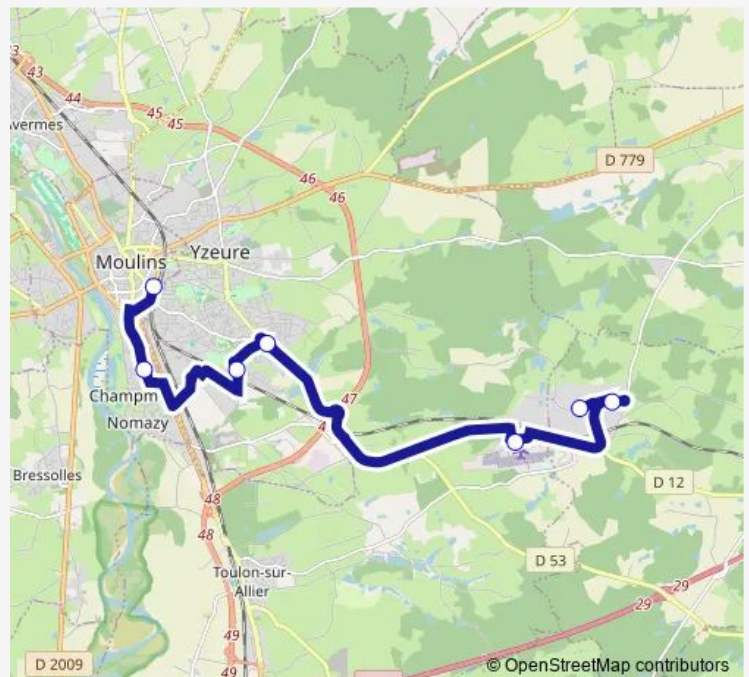 43
43
44
45
45
vermes
46
46
D 779
Yzeure
Moulins
Champm
Nomazy
47
4
Bressolles
48
48
D 12
D 53
Toulon-sur-
Allier
29
29
49
49
D 2009
© OpenStreetMap contributors